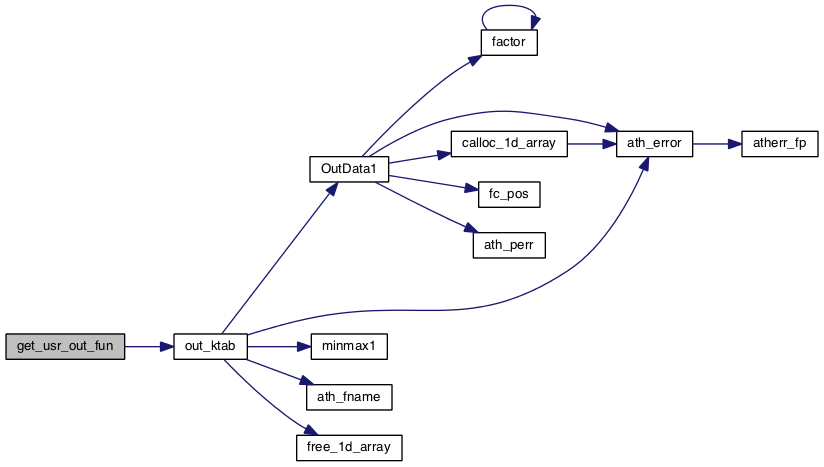 factor
calloc_1d_array
ath_error
atherr_fp
OutData1
fc_pos
ath_perr
get_usr_out_fun
out_ktab
minmax1
ath_fname
free_1d_array